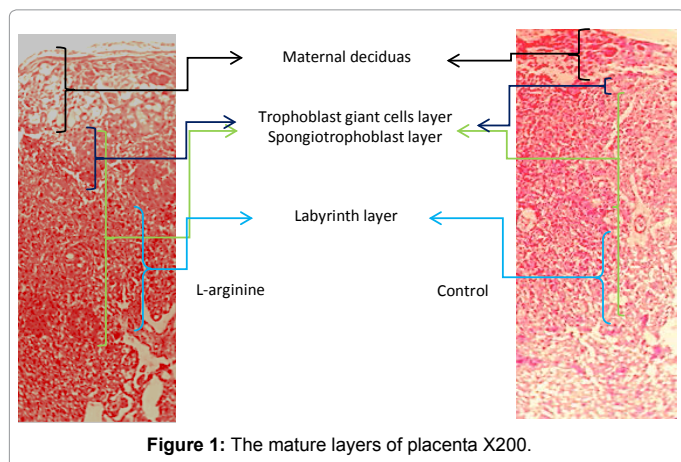 Maternal deciduas
Trophoblast giant cells layer
Spongiotrophoblast layer
Labyrinth layer
L-arginine
Control
Figure 1: The mature layers of placenta X200.